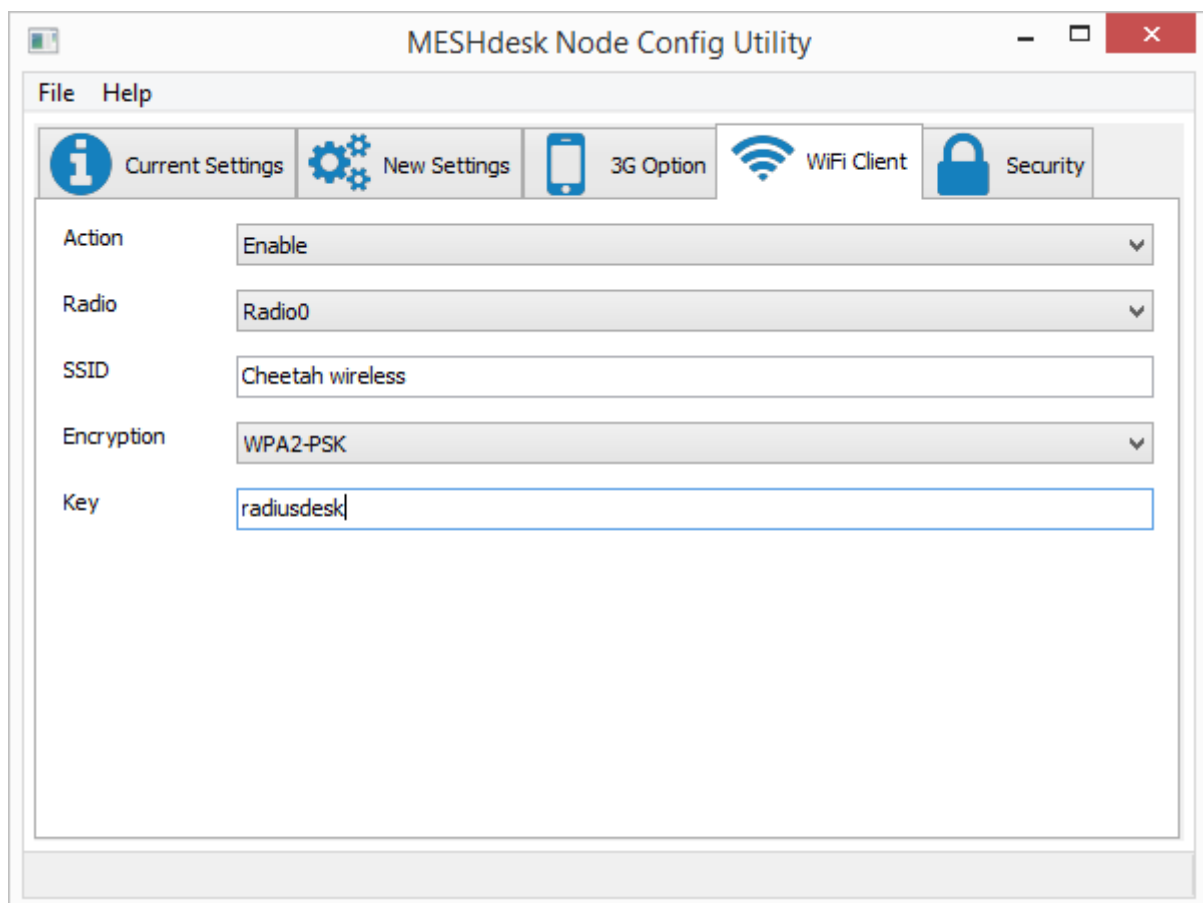 MESHdesk Node Config Utility
File Help
Current Settings New Settings 3G Option WiFi Client Security
Action Enable
Radio Radio0
SSID Cheetah wireless
Encryption WPA2-PSK
Key radiusdesk